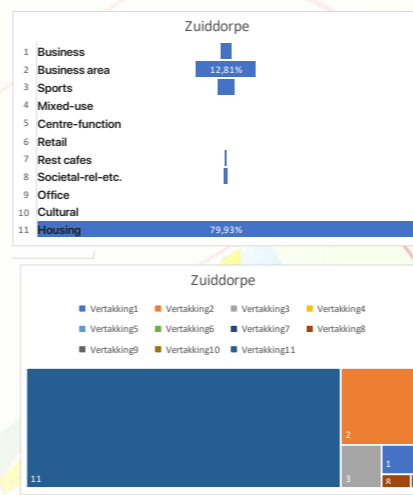 Zuiddorpe
1 Business
2 Business area 12,81%
3 Sports
4 Mixed-use
5 Centre-function
6 Retail
7 Rest cafes
8 Societal-rel-etc.
9 Office
10 Cultural
11 Housing 79,93%
Zuiddorpe
Vertakking1 Vertakking2 Vertakking3 Vertakking4
Vertakking5 Vertakking6 Vertakking7 Vertakking8
Vertakking9 Vertakking10 Vertakking11
2
1
11 3 8